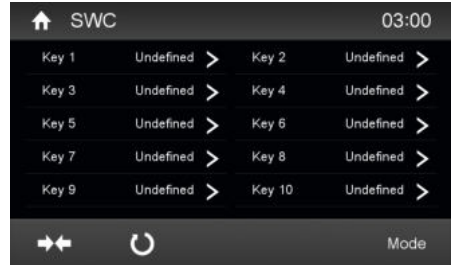 SWC 03:00
Key 1 Undefined Key 2 Undefined
Key 3 Undefined Key 4 Undefined
Key 5 Undefined Key 6 Undefined
Key 7 Undefined Key 8 Undefined
Key 9 Undefined Key 10 Undefined
Mode